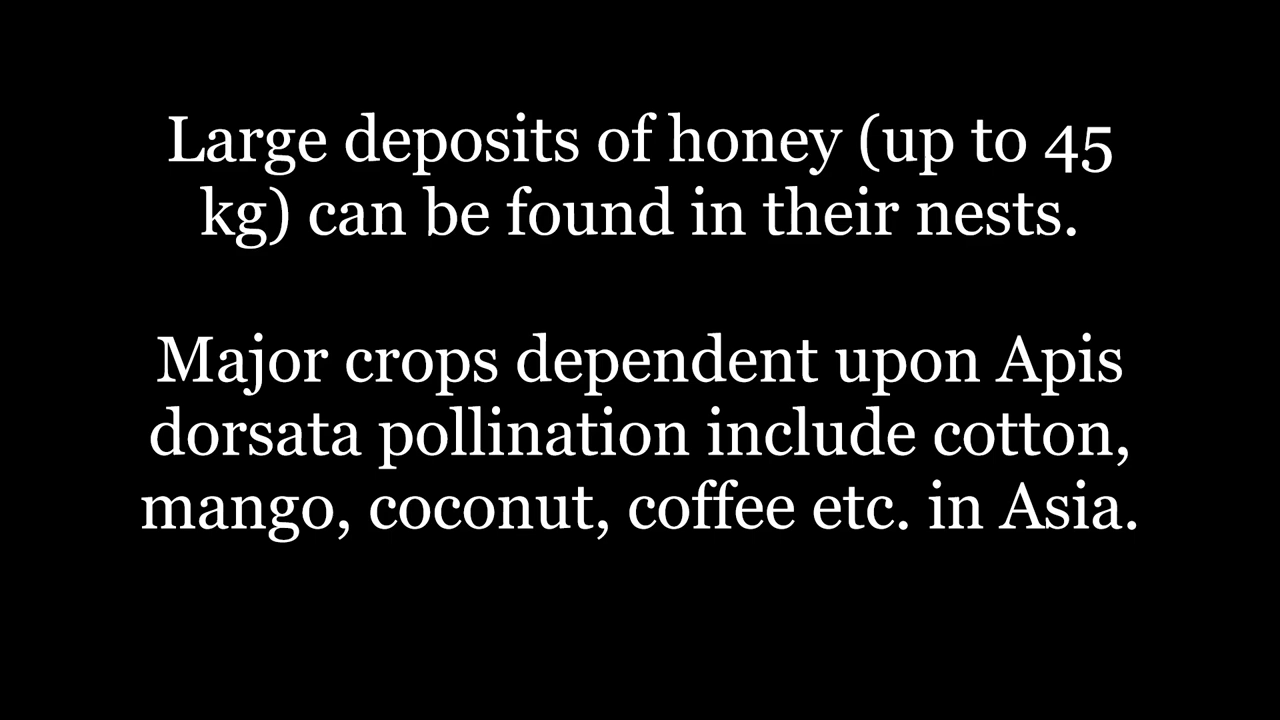 Large deposits of honey (up to 45
kg) can be found in their nests.
Major crops dependent upon Apis
dorsata pollination include cotton,
mango, coconut, coffee etc. in Asia.